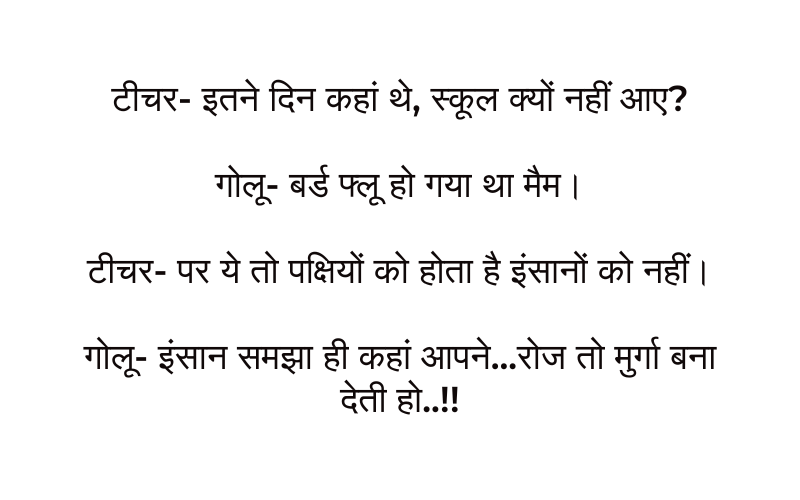 टीचर- इतने दिन कहां थे, स्कूल क्यों नहीं आए?
गोलू- बर्ड फ्लू हो गया था मैम।
टीचर- पर ये तो पक्षियों को होता है इंसानों को नहीं।
गोलू- इंसान समझा ही कहां आपने...रोज तो मुर्गा बना
देती हो..!!